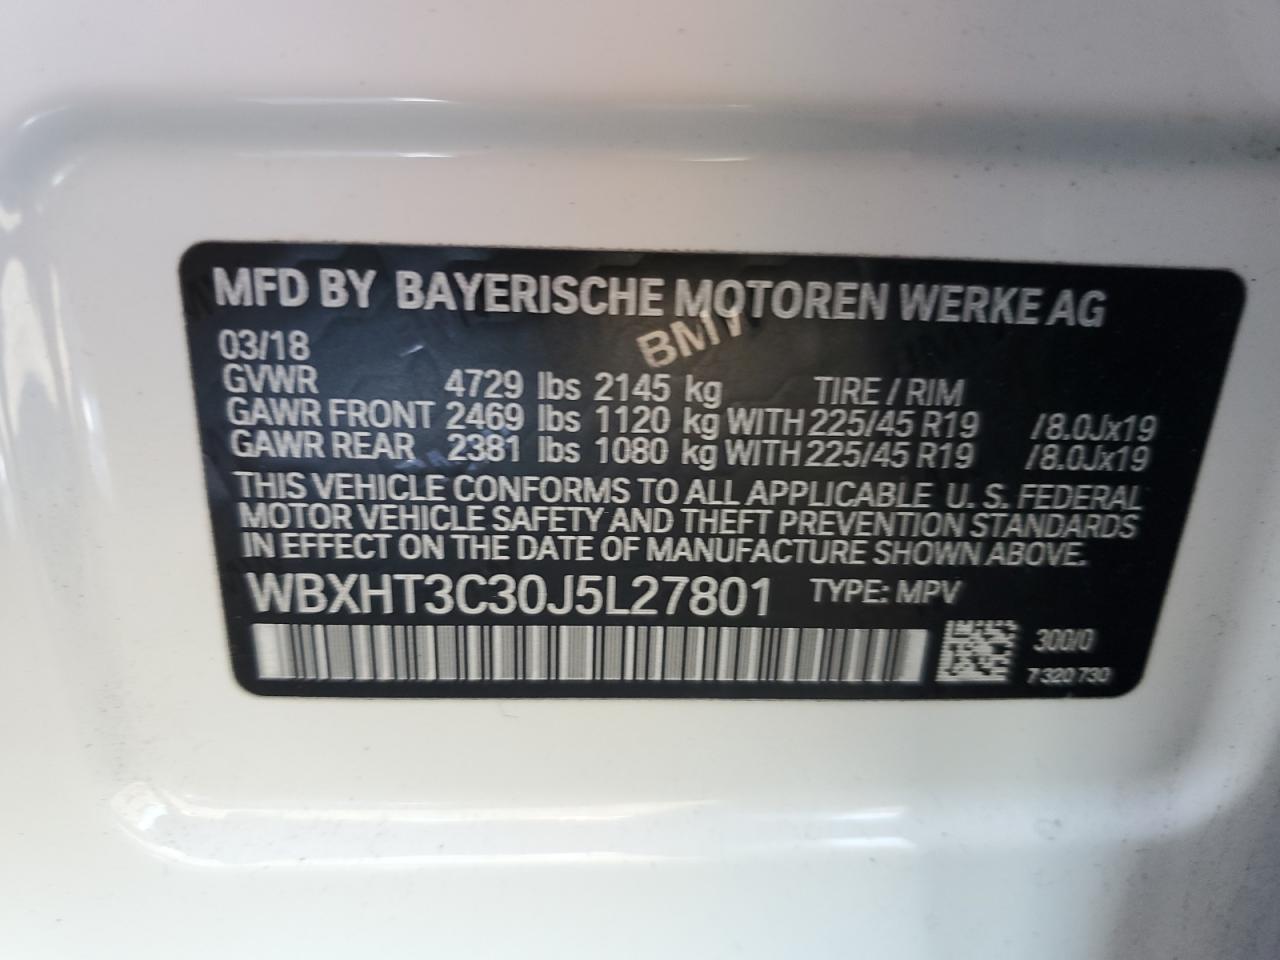 MFD BY BAYERISCHE MOTOREN WERKE AG
BMW
03/18
GVWR 4729 lbs 2145 kg TIRE / RIM
GAWR FRONT 2469 lbs 1120 kg WITH 225/45 R19 /8.0Jx19
GAWR REAR 2381 lbs 1080 kg WITH 225/45 R19 /8.0Jx19
THIS VEHICLE CONFORMS TO ALL APPLICABLE U. S. FEDERAL
MOTOR VEHICLE SAFETY AND THEFT PREVENTION STANDARDS
IN EFFECT ON THE DATE OF MANUFACTURE SHOWN ABOVE.
WBXHT3C30J5L27801 TYPE: MPV
300/0
7 320 730